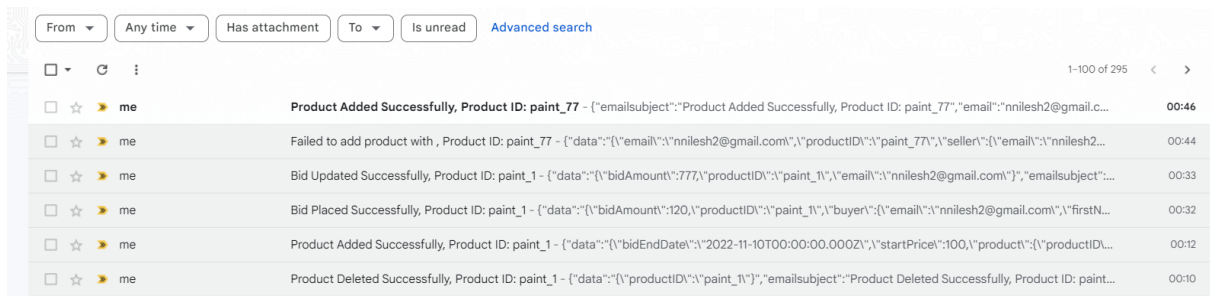 From Any time Has attachment To Is unread Advanced search
1–100 of 295
me Product Added Successfully, Product ID: paint_77 - {"emailsubject":"Product Added Successfully, Product ID: paint_77","email":"nnilesh2@gmail.c... 00:46
me Failed to add product with , Product ID: paint_77 - {"data":"{\"email\":\"nnilesh2@gmail.com\",\"productID\":\"paint_77\",\"seller\":{\"email\":\"nnilesh2... 00:44
me Bid Updated Successfully, Product ID: paint_1 - {"data":"{\"bidAmount\":777,\"productID\":\"paint_1\",\"email\":\"nnilesh2@gmail.com\"}","emailsubject":... 00:33
me Bid Placed Successfully, Product ID: paint_1 - {"data":"{\"bidAmount\":120,\"productID\":\"paint_1\",\"buyer\":{\"email\":\"nnilesh2@gmail.com\",\"firstN... 00:32
me Product Added Successfully, Product ID: paint_1 - {"data":"{\"bidEndDate\":\"2022-11-10T00:00:00.000Z\",\"startPrice\":100,\"product\":{\"productID\... 00:12
me Product Deleted Successfully, Product ID: paint_1 - {"data":"{\"productID\":\"paint_1\"}","emailsubject":"Product Deleted Successfully, Product ID: paint... 00:10